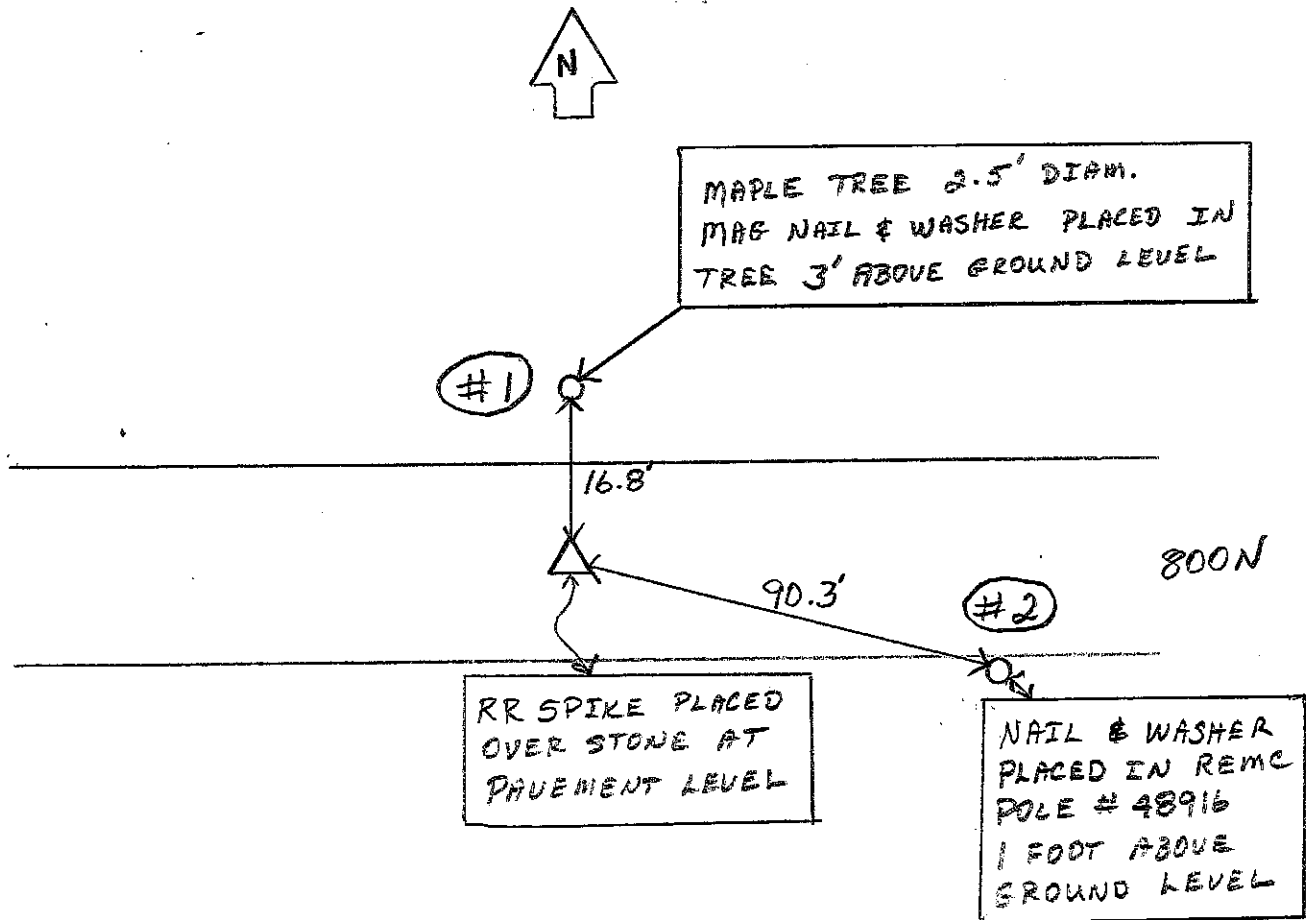 N
MAPLE TREE 2.5' DIAM.
MAG NAIL & WASHER PLACED IN
TREE 3' ABOVE GROUND LEVEL
#1
16.8'
800N
90.3'
#2
RR SPIKE PLACED
OVER STONE AT
PAVEMENT LEVEL
NAIL & WASHER
PLACED IN REMC
POLE # 48916
1 FOOT ABOVE
GROUND LEVEL